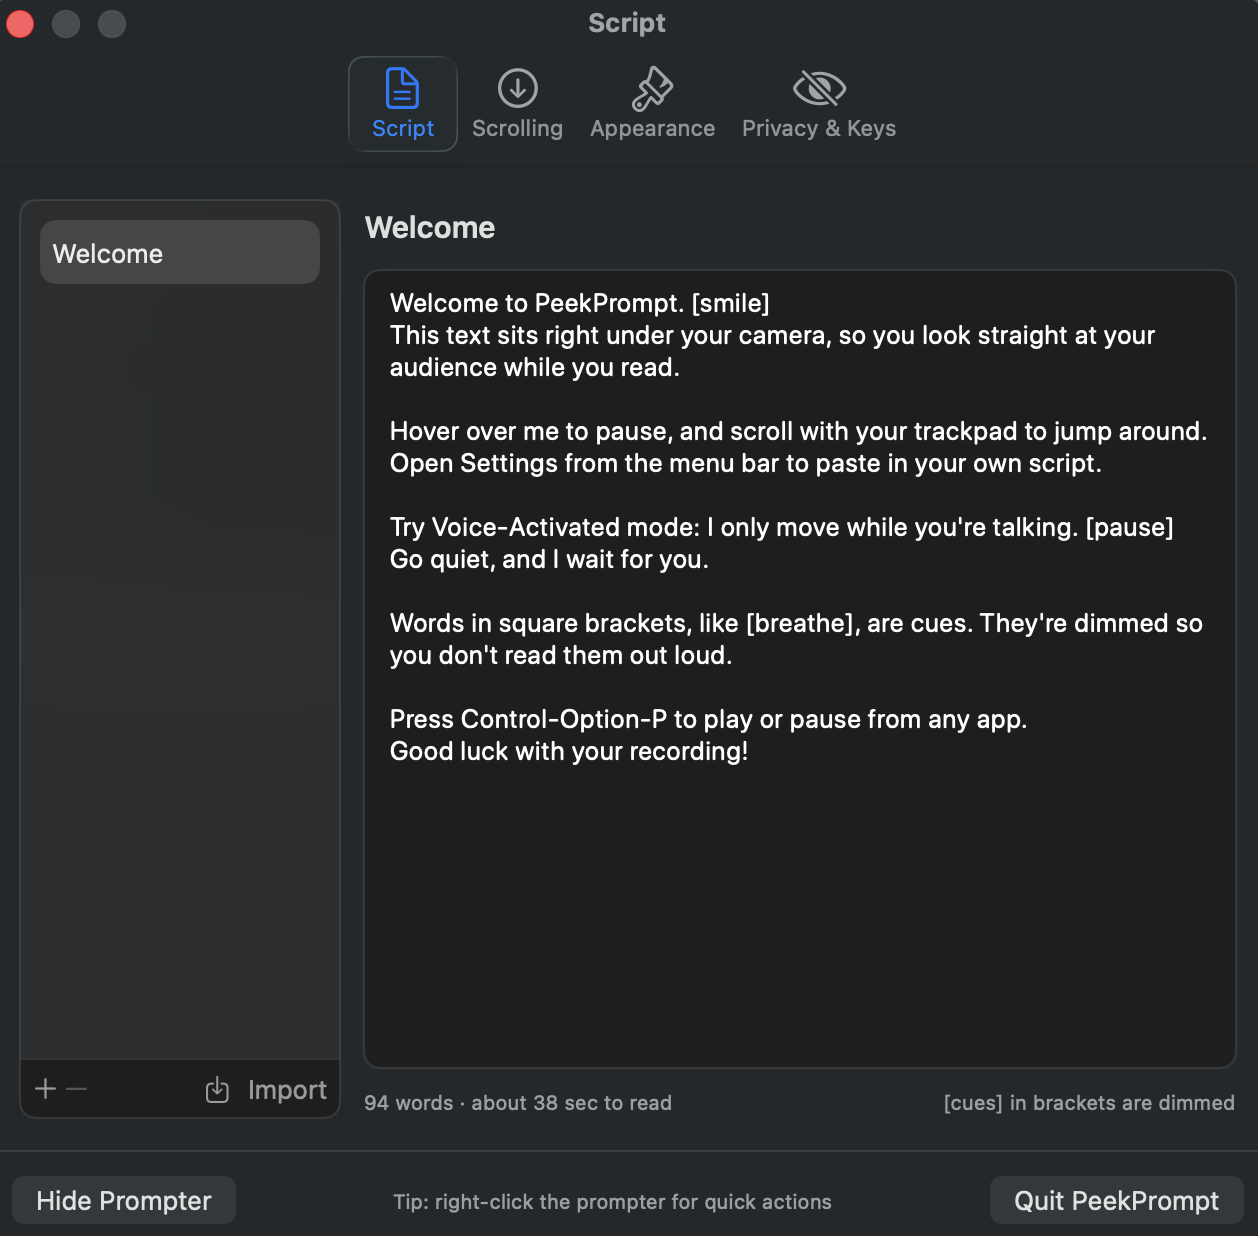 Script
Script
Scrolling
Appearance
Privacy & Keys
Welcome
Welcome
Welcome to PeekPrompt. [smile]
This text sits right under your camera, so you look straight at your
audience while you read.
Hover over me to pause, and scroll with your trackpad to jump around.
Open Settings from the menu bar to paste in your own script.
Try Voice-Activated mode: I only move while you're talking. [pause]
Go quiet, and I wait for you.
Words in square brackets, like [breathe], are cues. They're dimmed so
you don't read them out loud.
Press Control-Option-P to play or pause from any app.
Good luck with your recording!
Import
94 words · about 38 sec to read
[cues] in brackets are dimmed
Hide Prompter
Tip: right-click the prompter for quick actions
Quit PeekPrompt